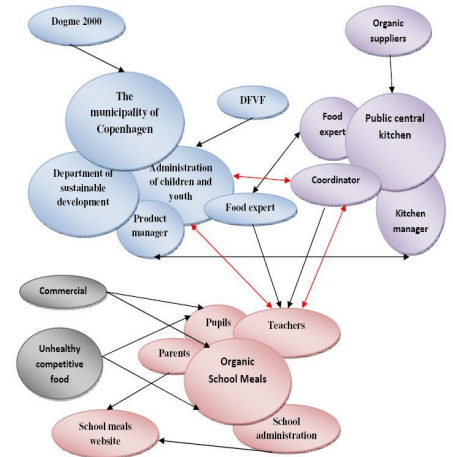 Dogme 2000
Organic
suppliers
The
municipality of
Copenhagen
DFVF
Food
expert
Public central
kitchen
Department of
sustainable
development
Administration
of children and
youth
Coordinator
Product
manager
Food expert
Kitchen
manager
Commercial
Pupils
Teachers
Unhealthy
competitive
food
Parents
Organic
School Meals
School meals
website
School
administration